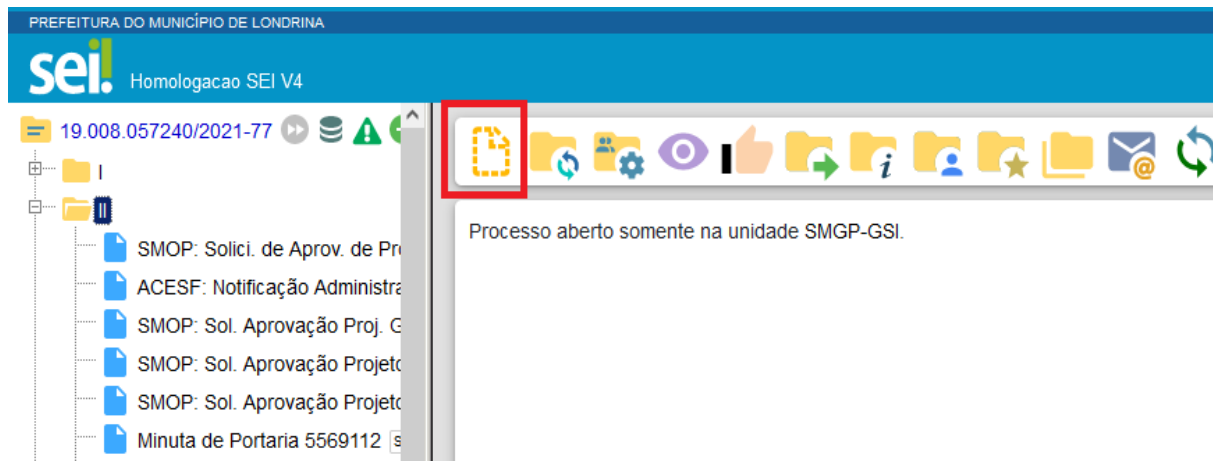 PREFEITURA DO MUNICÍPIO DE LONDRINA
sei! Homologacao SEI V4
19.008.057240/2021-77
I
II
SMOP: Solici. de Aprov. de Pr
ACESF: Notificação Administra
SMOP: Sol. Aprovação Proj. G
SMOP: Sol. Aprovação Projeto
SMOP: Sol. Aprovação Projeto
Minuta de Portaria 5569112 s
Processo aberto somente na unidade SMGP-GSI.